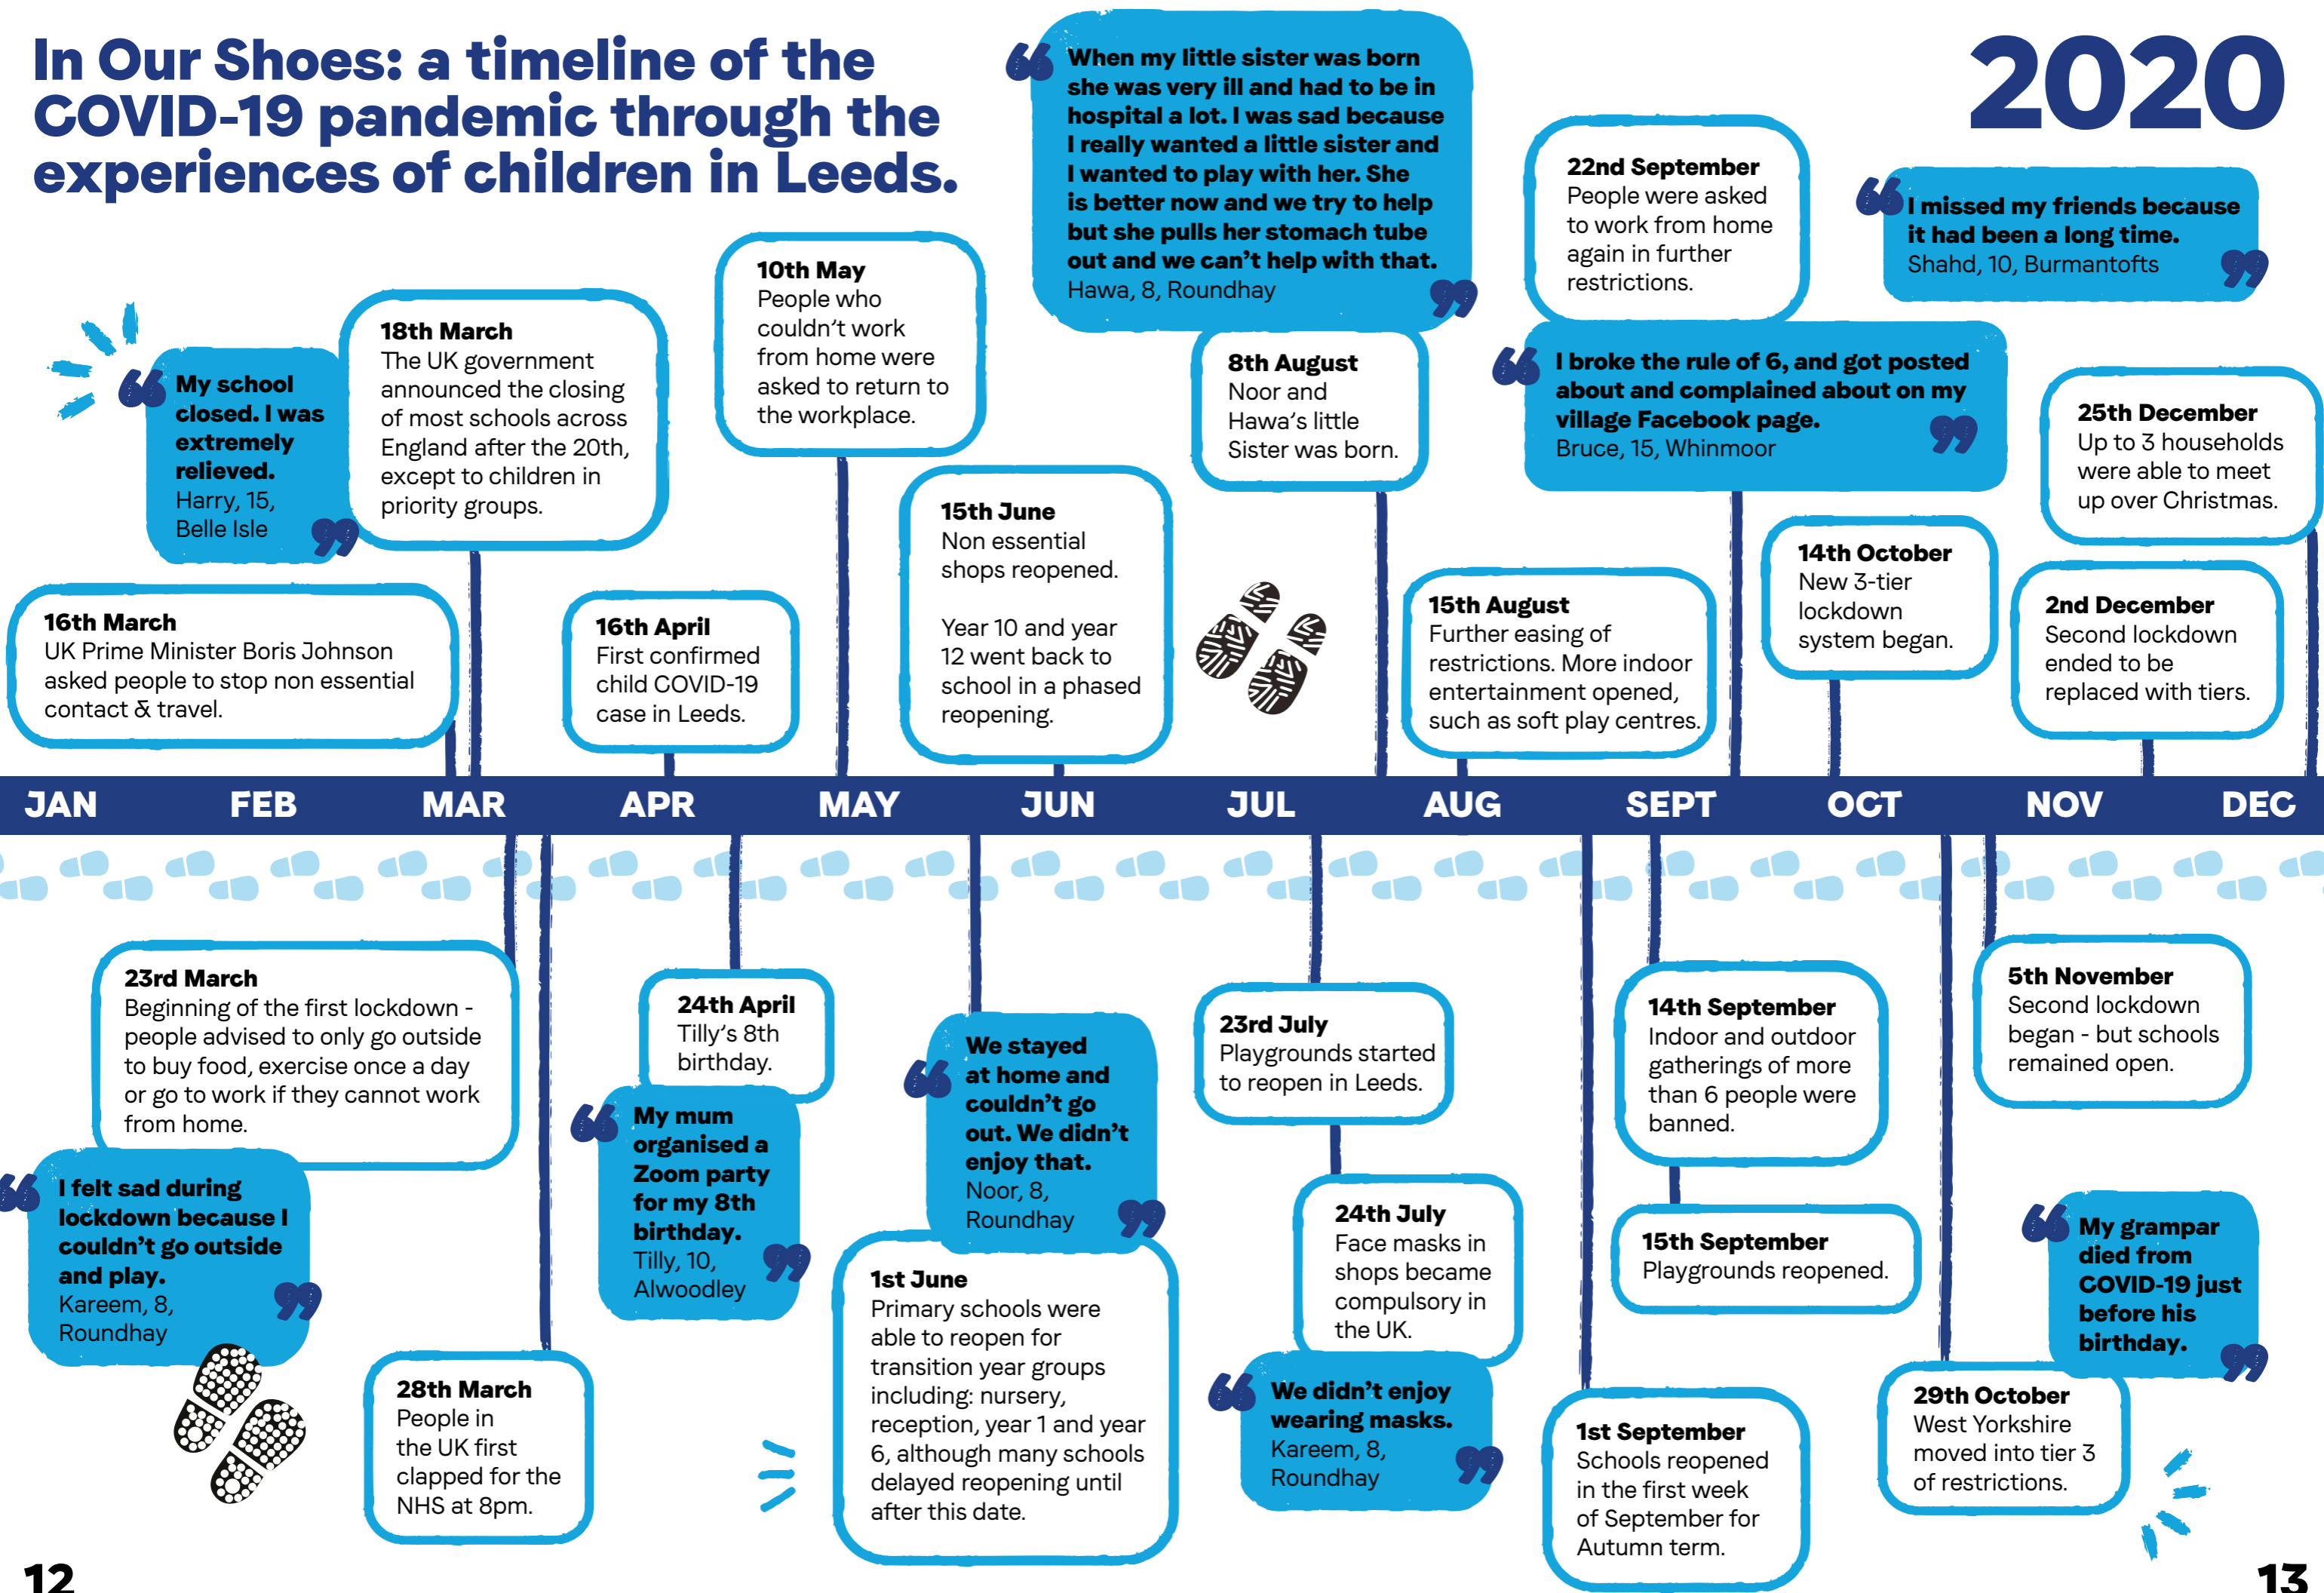 In Our Shoes: a timeline of the
COVID-19 pandemic through the
experiences of children in Leeds.
2020
When my little sister was born
she was very ill and had to be in
hospital a lot. I was sad because
I really wanted a little sister and
I wanted to play with her. She
is better now and we try to help
but she pulls her stomach tube
out and we can't help with that.
Hawa, 8, Roundhay
22nd September
People were asked
to work from home
again in further
restrictions.
I missed my friends because
it had been a long time.
Shahd, 10, Burmantofts
My school
closed. I was
extremely
relieved.
Harry, 15,
Belle Isle
18th March
The UK government
announced the closing
of most schools across
England after the 20th,
except to children in
priority groups.
10th May
People who
couldn't work
from home were
asked to return to
the workplace.
8th August
Noor and
Hawa's little
Sister was born.
I broke the rule of 6, and got posted
about and complained about on my
village Facebook page.
Bruce, 15, Whinmoor
25th December
Up to 3 households
were able to meet
up over Christmas.
16th March
UK Prime Minister Boris Johnson
asked people to stop non essential
contact & travel.
16th April
First confirmed
child COVID-19
case in Leeds.
15th June
Non essential
shops reopened.
Year 10 and year
12 went back to
school in a phased
reopening.
15th August
Further easing of
restrictions. More indoor
entertainment opened,
such as soft play centres.
14th October
New 3-tier
lockdown
system began.
2nd December
Second lockdown
ended to be
replaced with tiers.
JAN FEB MAR APR MAY JUN JUL AUG SEPT OCT NOV DEC
23rd March
Beginning of the first lockdown -
people advised to only go outside
to buy food, exercise once a day
or go to work if they cannot work
from home.
I felt sad during
lockdown because I
couldn't go outside
and play.
Kareem, 8,
Roundhay
28th March
People in
the UK first
clapped for the
NHS at 8pm.
24th April
Tilly's 8th
birthday.
My mum
organised a
Zoom party
for my 8th
birthday.
Tilly, 10,
Alwoodley
We stayed
at home and
couldn't go
out. We didn't
enjoy that.
Noor, 8,
Roundhay
1st June
Primary schools were
able to reopen for
transition year groups
including: nursery,
reception, year 1 and year
6, although many schools
delayed reopening until
after this date.
23rd July
Playgrounds started
to reopen in Leeds.
24th July
Face masks in
shops became
compulsory in
the UK.
We didn't enjoy
wearing masks.
Kareem, 8,
Roundhay
14th September
Indoor and outdoor
gatherings of more
than 6 people were
banned.
15th September
Playgrounds reopened.
1st September
Schools reopened
in the first week
of September for
Autumn term.
5th November
Second lockdown
began - but schools
remained open.
My grampar
died from
COVID-19 just
before his
birthday.
29th October
West Yorkshire
moved into tier 3
of restrictions.
12
13